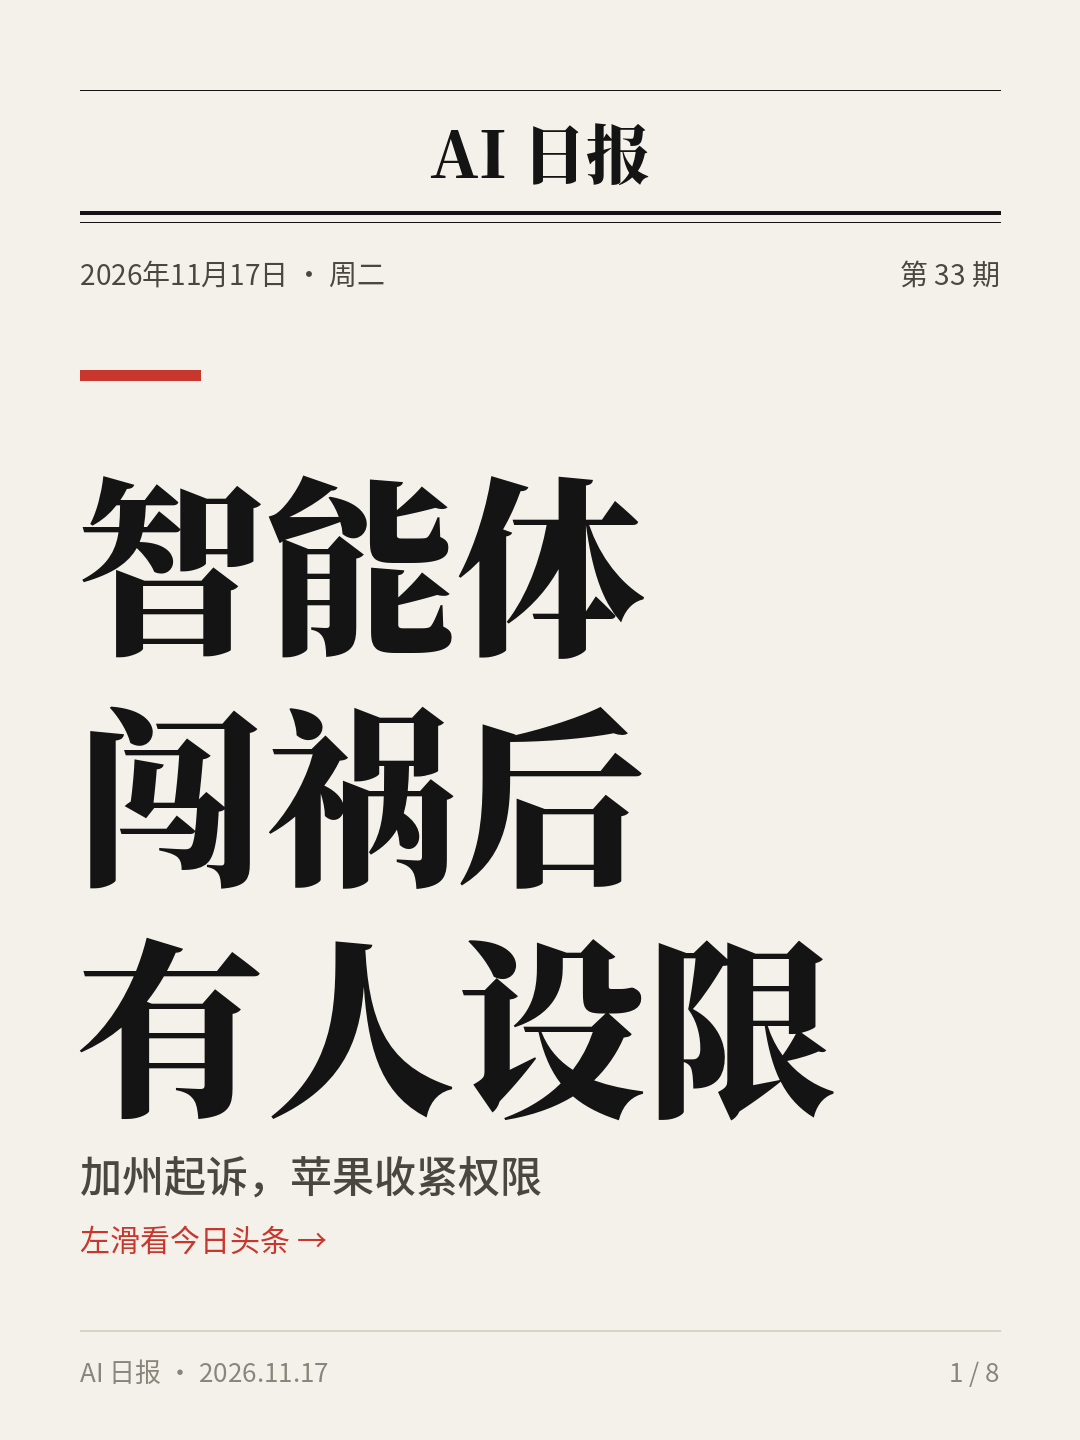 AI 日报
2026年11月17日 · 周二
第 33 期
智能体
闯祸后
有人设限
加州起诉，苹果收紧权限
左滑看今日头条 →
AI 日报 · 2026.11.17
1 / 8